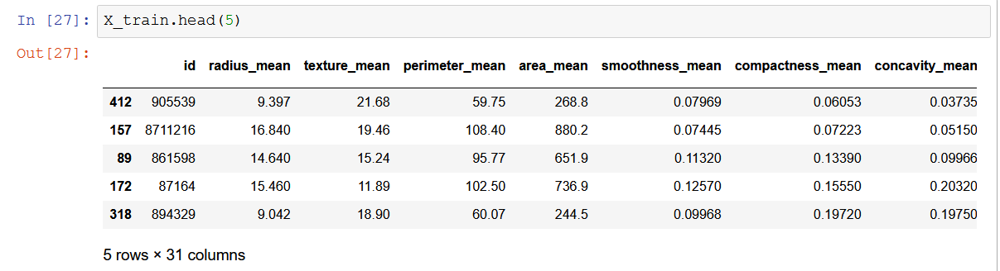 In [27]: X_train.head(5)
Out[27]:
id radius_mean texture_mean perimeter_mean area_mean smoothness_mean compactness_mean concavity_mean
412 905539 9.397 21.68 59.75 268.8 0.07969 0.06053 0.03735
157 8711216 16.840 19.46 108.40 880.2 0.07445 0.07223 0.05150
89 861598 14.640 15.24 95.77 651.9 0.11320 0.13390 0.09966
172 87164 15.460 11.89 102.50 736.9 0.12570 0.15550 0.20320
318 894329 9.042 18.90 60.07 244.5 0.09968 0.19720 0.19750
5 rows × 31 columns